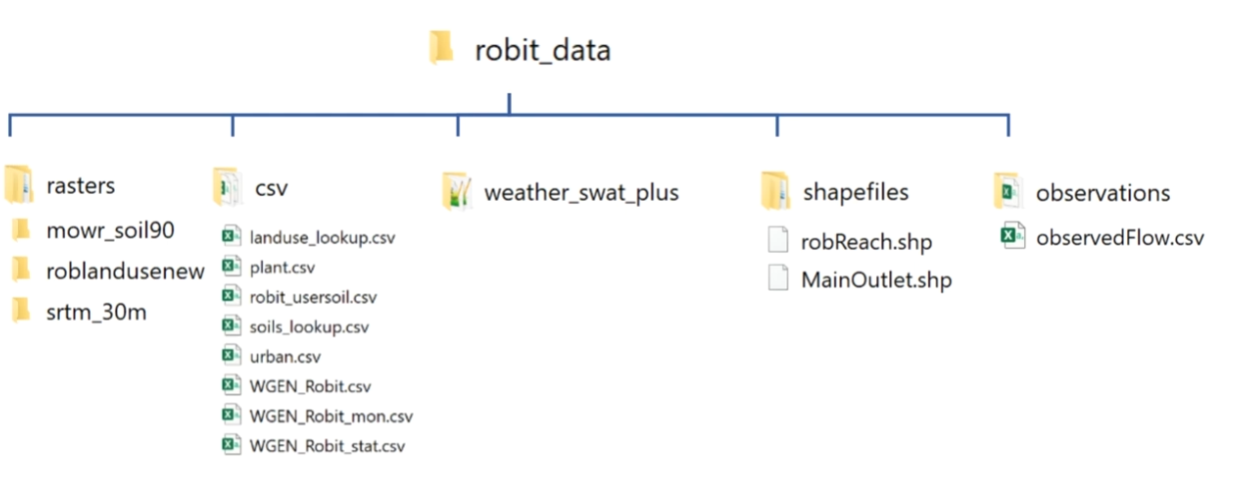 robit_data
rasters
mowr_soil90
roblandusenew
srtm_30m
csv
landuse_lookup.csv
plant.csv
robit_usersoil.csv
soils_lookup.csv
urban.csv
WGEN_Robit.csv
WGEN_Robit_mon.csv
WGEN_Robit_stat.csv
weather_swat_plus
shapefiles
robReach.shp
MainOutlet.shp
observations
observedFlow.csv